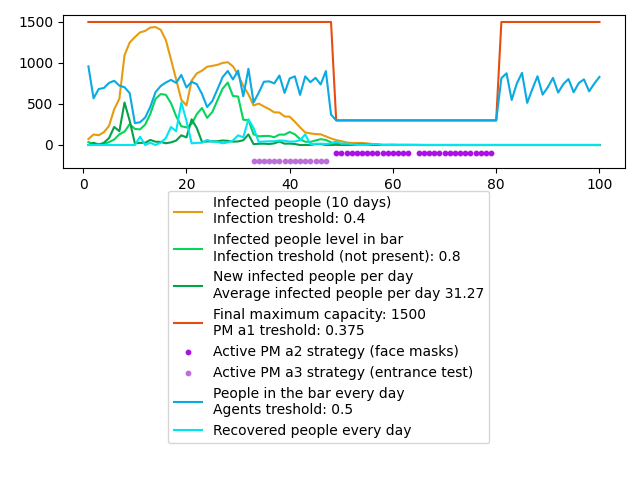 1500
1000
500
0
0
20
40
60
80
100
Infected people (10 days)
Infection treshold: 0.4
Infected people level in bar
Infection treshold (not present): 0.8
New infected people per day
Average infected people per day 31.27
Final maximum capacity: 1500
PM a1 treshold: 0.375
Active PM a2 strategy (face masks)
Active PM a3 strategy (entrance test)
People in the bar every day
Agents treshold: 0.5
Recovered people every day